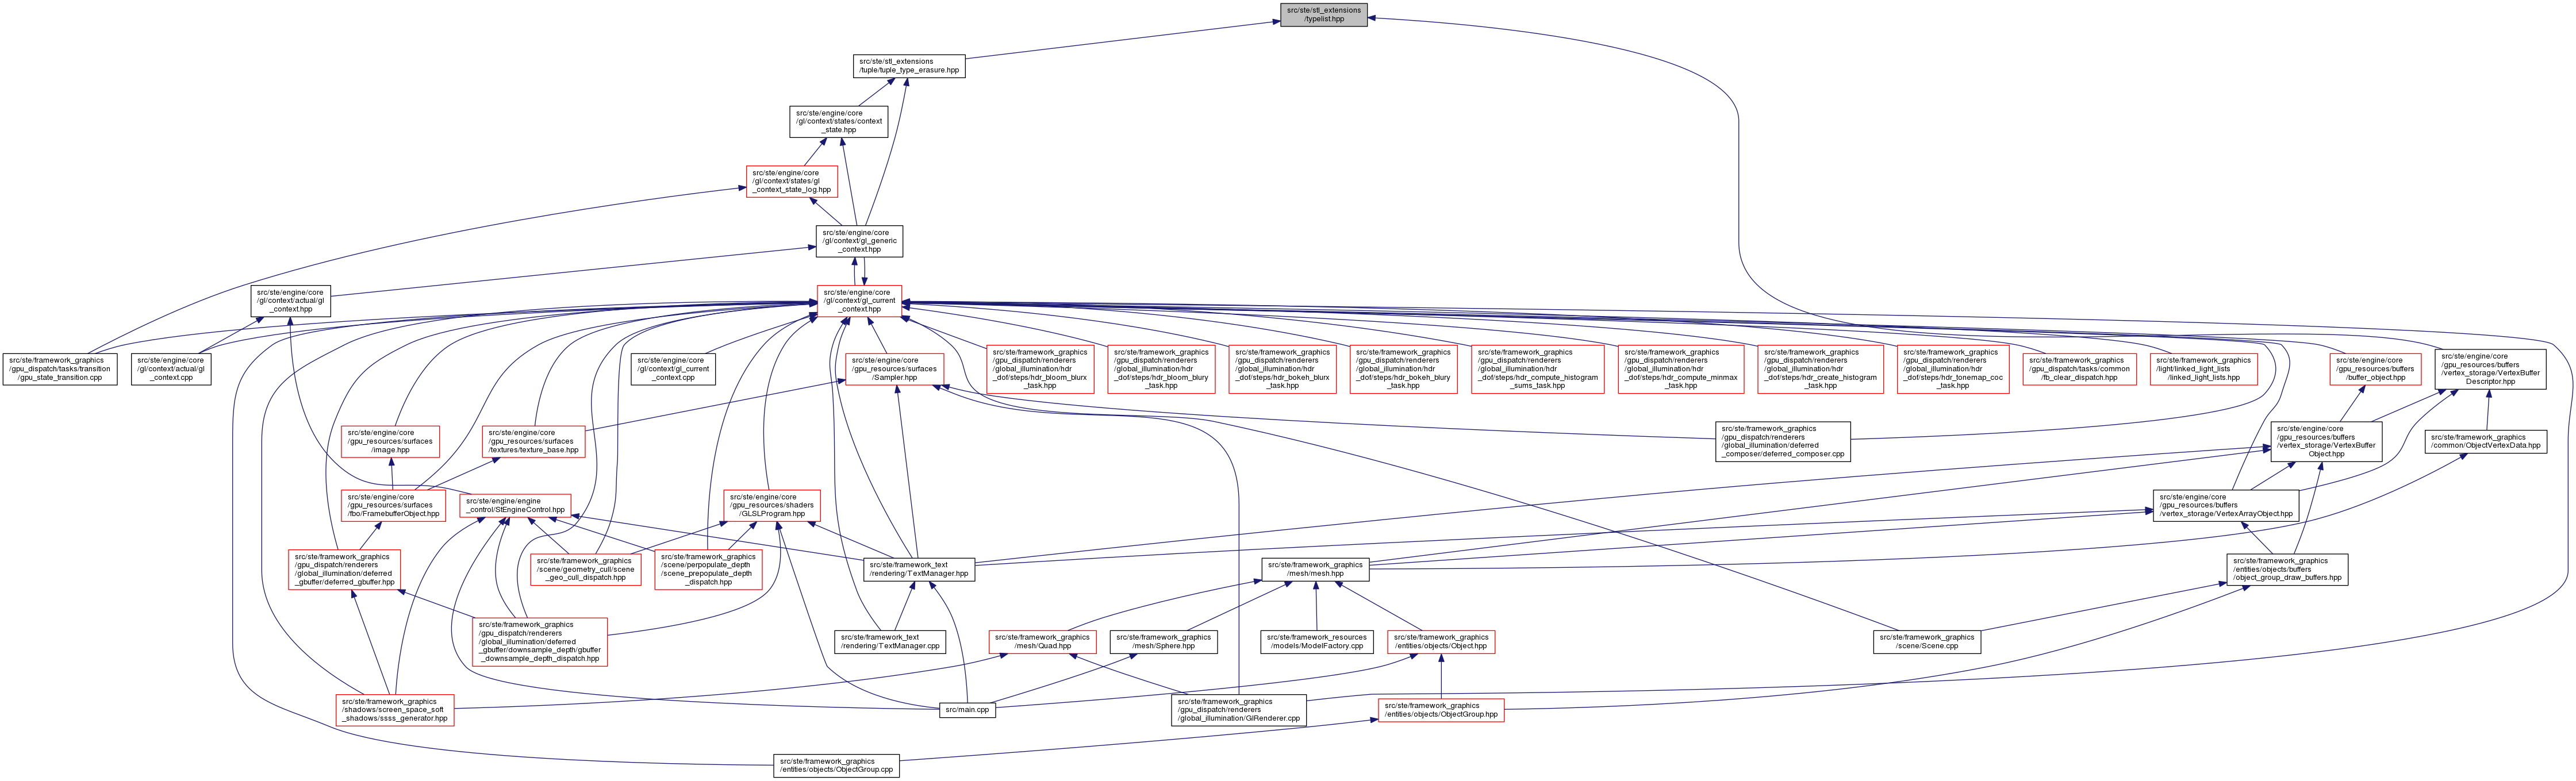 src/ste/stl_extensions
/typelist.hpp
src/ste/stl_extensions
/tuple/tuple_type_erasure.hpp
src/ste/engine/core
/gl/context/states/context
_state.hpp
src/ste/engine/core
/gl/context/states/gl
_context_state_log.hpp
src/ste/engine/core
/gl/context/gl_generic
_context.hpp
src/ste/engine/core
/gl/context/actual/gl
_context.hpp
src/ste/engine/core
/gl/context/gl_current
_context.hpp
src/ste/framework_graphics
/gpu_dispatch/tasks/transition
/gpu_state_transition.cpp
src/ste/engine/core
/gl/context/actual/gl
_context.cpp
src/ste/engine/core
/gl/context/gl_current
_context.cpp
src/ste/engine/core
/gpu_resources/surfaces
/Sampler.hpp
src/ste/framework_graphics
/gpu_dispatch/renderers
/global_illumination/hdr
_dof/steps/hdr_bloom_blurx
_task.hpp
src/ste/framework_graphics
/gpu_dispatch/renderers
/global_illumination/hdr
_dof/steps/hdr_bloom_blury
_task.hpp
src/ste/framework_graphics
/gpu_dispatch/renderers
/global_illumination/hdr
_dof/steps/hdr_bokeh_blurx
_task.hpp
src/ste/framework_graphics
/gpu_dispatch/renderers
/global_illumination/hdr
_dof/steps/hdr_bokeh_blury
_task.hpp
src/ste/framework_graphics
/gpu_dispatch/renderers
/global_illumination/hdr
_dof/steps/hdr_compute_histogram
_sums_task.hpp
src/ste/framework_graphics
/gpu_dispatch/renderers
/global_illumination/hdr
_dof/steps/hdr_compute_minmax
_task.hpp
src/ste/framework_graphics
/gpu_dispatch/renderers
/global_illumination/hdr
_dof/steps/hdr_create_histogram
_task.hpp
src/ste/framework_graphics
/gpu_dispatch/renderers
/global_illumination/hdr
_dof/steps/hdr_tonemap_coc
_task.hpp
src/ste/framework_graphics
/gpu_dispatch/tasks/common
/fb_clear_dispatch.hpp
src/ste/framework_graphics
/light/linked_light_lists
/linked_light_lists.hpp
src/ste/engine/core
/gpu_resources/buffers
/buffer_object.hpp
src/ste/engine/core
/gpu_resources/buffers
/vertex_storage/VertexBuffer
Descriptor.hpp
src/ste/engine/core
/gpu_resources/surfaces
/image.hpp
src/ste/engine/core
/gpu_resources/surfaces
/textures/texture_base.hpp
src/ste/framework_graphics
/gpu_dispatch/renderers
/global_illumination/deferred
_composer/deferred_composer.cpp
src/ste/engine/core
/gpu_resources/buffers
/vertex_storage/VertexBuffer
Object.hpp
src/ste/framework_graphics
/common/ObjectVertexData.hpp
src/ste/engine/core
/gpu_resources/surfaces
/fbo/FramebufferObject.hpp
src/ste/engine/engine
_control/StEngineControl.hpp
src/ste/engine/core
/gpu_resources/shaders
/GLSLProgram.hpp
src/ste/engine/core
/gpu_resources/buffers
/vertex_storage/VertexArrayObject.hpp
src/ste/framework_graphics
/gpu_dispatch/renderers
/global_illumination/deferred
_gbuffer/deferred_gbuffer.hpp
src/ste/framework_graphics
/scene/geometry_cull/scene
_geo_cull_dispatch.hpp
src/ste/framework_graphics
/scene/perpopulate_depth
/scene_prepopulate_depth
_dispatch.hpp
src/ste/framework_text
/rendering/TextManager.hpp
src/ste/framework_graphics
/mesh/mesh.hpp
src/ste/framework_graphics
/entities/objects/buffers
/object_group_draw_buffers.hpp
src/ste/framework_graphics
/gpu_dispatch/renderers
/global_illumination/deferred
_gbuffer/downsample_depth/gbuffer
_downsample_depth_dispatch.hpp
src/ste/framework_text
/rendering/TextManager.cpp
src/ste/framework_graphics
/mesh/Quad.hpp
src/ste/framework_graphics
/mesh/Sphere.hpp
src/ste/framework_resources
/models/ModelFactory.cpp
src/ste/framework_graphics
/entities/objects/Object.hpp
src/ste/framework_graphics
/scene/Scene.cpp
src/ste/framework_graphics
/shadows/screen_space_soft
_shadows/ssss_generator.hpp
src/main.cpp
src/ste/framework_graphics
/gpu_dispatch/renderers
/global_illumination/GIRenderer.cpp
src/ste/framework_graphics
/entities/objects/ObjectGroup.hpp
src/ste/framework_graphics
/entities/objects/ObjectGroup.cpp